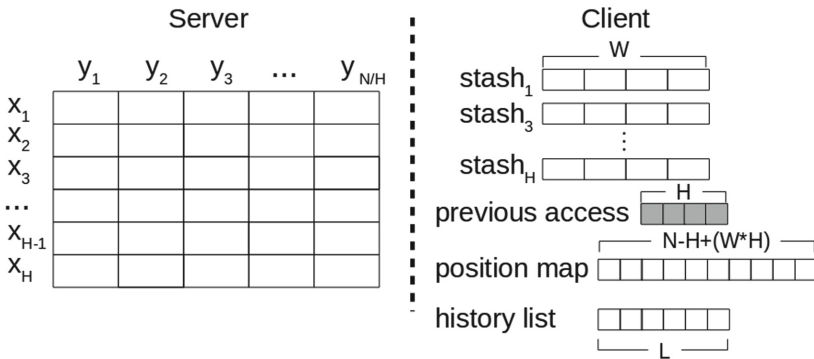 Server
y1 y2 y3 ... yN/H
x1
x2
x3
...
xH-1
xH
Client
W
stash1
stash3
⋮
stashH
H
previous access
N-H+(W*H)
position map
history list
L